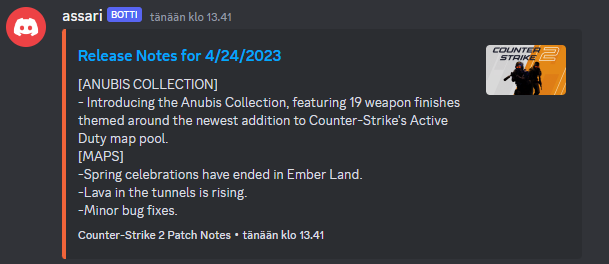 assari BOTTI tänään klo 13.41
Release Notes for 4/24/2023
COUNTER
STRIKE 2
[ANUBIS COLLECTION]
- Introducing the Anubis Collection, featuring 19 weapon finishes
themed around the newest addition to Counter-Strike's Active
Duty map pool.
[MAPS]
-Spring celebrations have ended in Ember Land.
-Lava in the tunnels is rising.
-Minor bug fixes.
Counter-Strike 2 Patch Notes • tänään klo 13.41